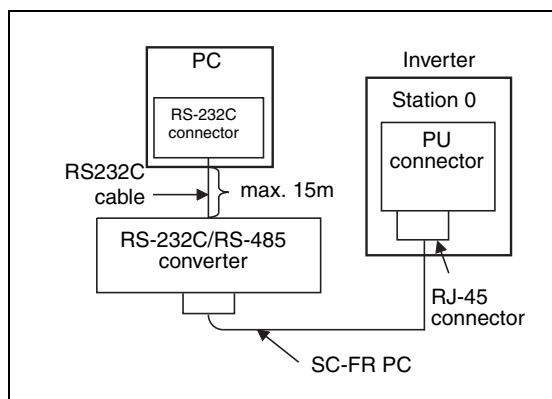 PC
RS-232C
connector
RS232C
cable
max. 15m
RS-232C/RS-485
converter
Inverter
Station 0
PU
connector
RJ-45
connector
SC-FR PC